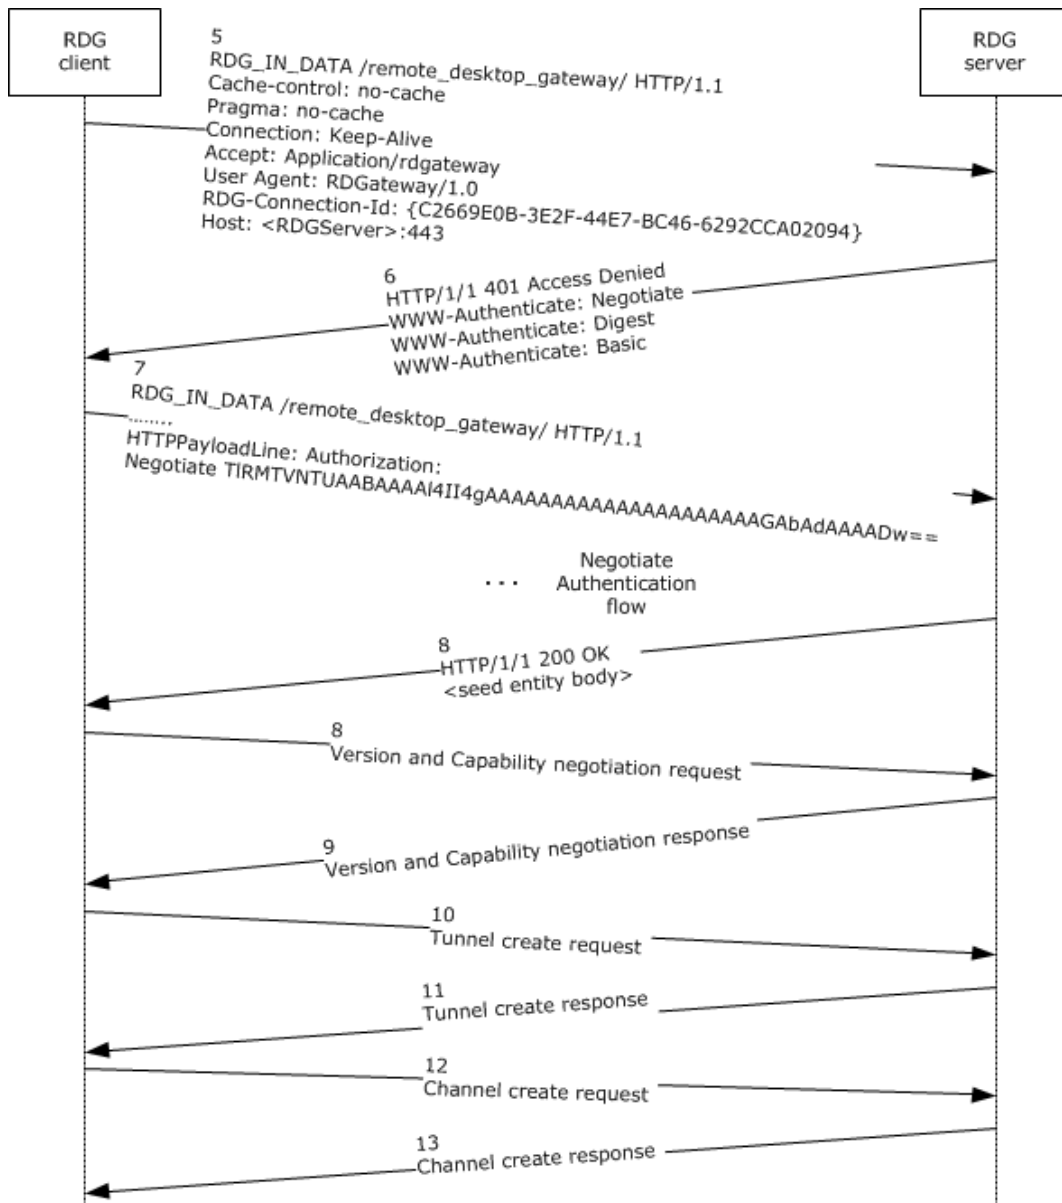 RDG
client
RDG
server
5
RDG_IN_DATA /remote_desktop_gateway/ HTTP/1.1
Cache-control: no-cache
Pragma: no-cache
Connection: Keep-Alive
Accept: Application/rdgateway
User Agent: RDGateway/1.0
RDG-Connection-Id: {C2669E0B-3E2F-44E7-BC46-6292CCA02094}
Host: <RDGServer>:443
6
HTTP/1/1 401 Access Denied
WWW-Authenticate: Negotiate
WWW-Authenticate: Digest
WWW-Authenticate: Basic
7
RDG_IN_DATA /remote_desktop_gateway/ HTTP/1.1
........
HTTPPayloadLine: Authorization:
Negotiate TlRMTVNTUAABAAAAl4II4gAAAAAAAAAAAAAAAAAAAAAGAbAdAAAADw==
... Negotiate
Authentication
flow
8
HTTP/1/1 200 OK
<seed entity body>
8
Version and Capability negotiation request
9
Version and Capability negotiation response
10
Tunnel create request
11
Tunnel create response
12
Channel create request
13
Channel create response